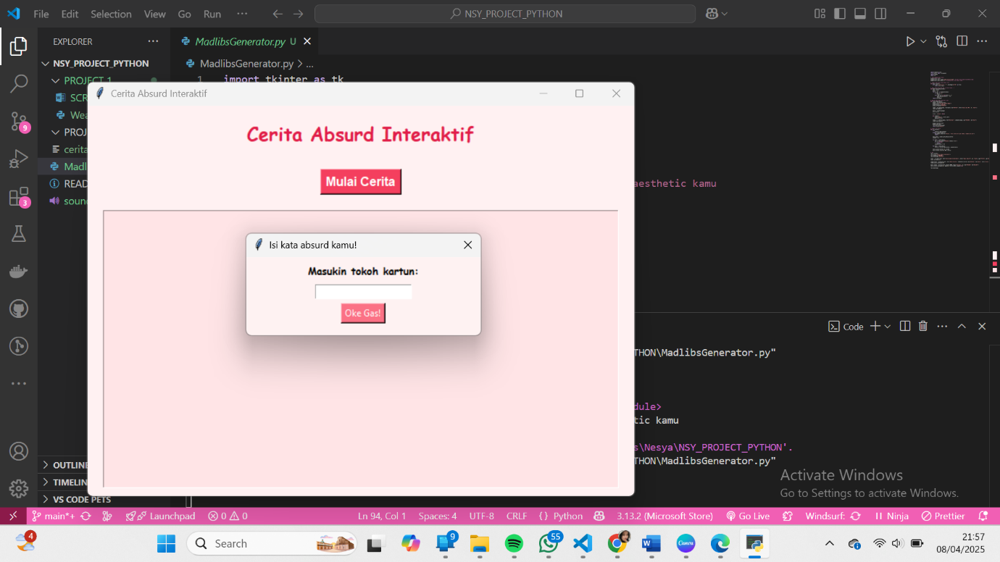 File Edit Selection View Go Run ··· NSY_PROJECT_PYTHON
EXPLORER
MadlibsGenerator.py U
NSY_PROJECT_PYTHON
MadlibsGenerator.py > ...
PROJECT 1
1 import tkinter as tk
Cerita Absurd Interaktif
SCR
Wea
PROJ
cerita
Madl
READ
soun
9
3
Cerita Absurd Interaktif
Mulai Cerita
aesthetic kamu
Isi kata absurd kamu!
Masukin tokoh kartun:
Oke Gas!
Code
THON\MadlibsGenerator.py"
dule>
tic kamu
s\Nesya\NSY_PROJECT_PYTHON'.
THON\MadlibsGenerator.py"
OUTLINE
TIMELIN
VS CODE PETS
Activate Windows
Go to Settings to activate Windows.
main*+ Launchpad 0 0 Ln 94, Col 1 Spaces: 4 UTF-8 CRLF {} Python 3.13.2 (Microsoft Store) Go Live Windsurf: Ninja Prettier
4 Search 9 55 21:57
08/04/2025